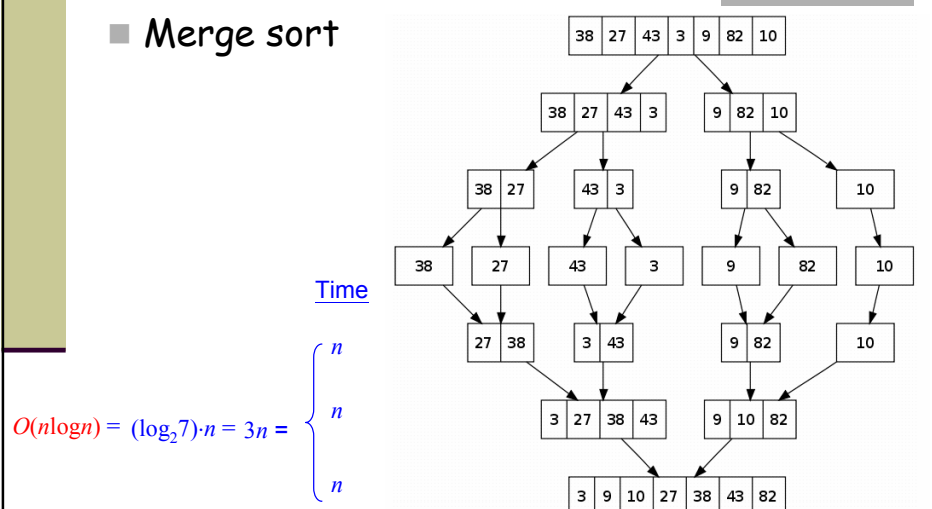 Merge sort
38 27 43 3 9 82 10
38 27 43 3 9 82 10
38 27 43 3 9 82 10
38 27 43 3 9 82 10
Time
27 38 3 43 9 82 10
n
3 27 38 43 9 10 82
n
O(nlogn) = (log₂7)·n = 3n =
3 9 10 27 38 43 82
n